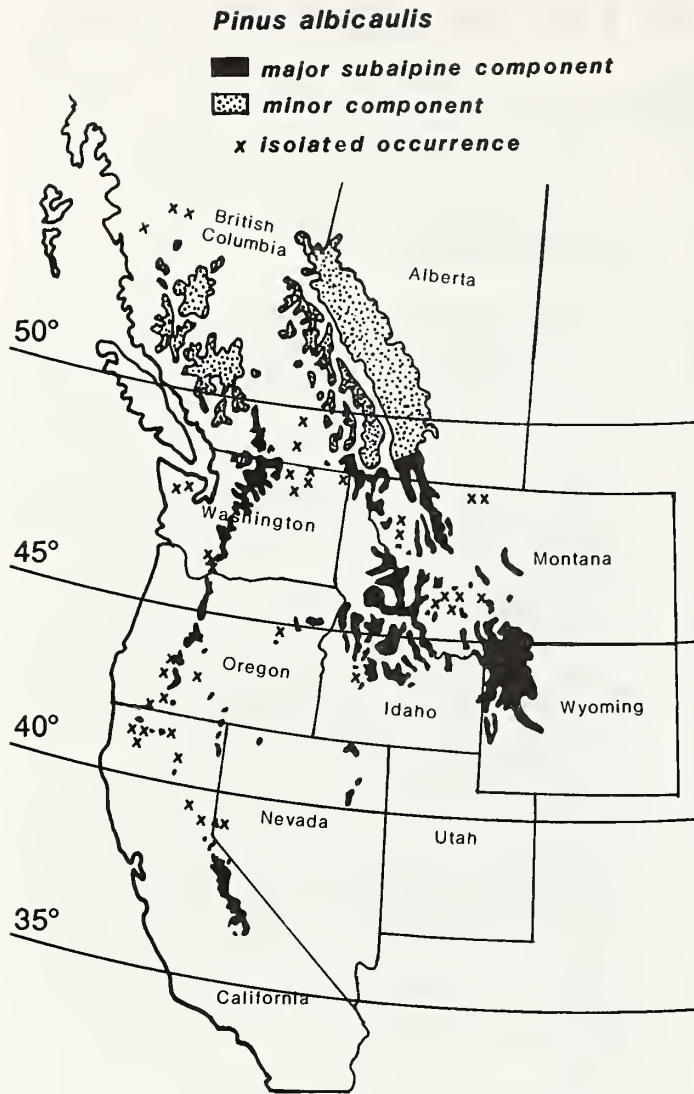 Pinus albicaulis
major subalpine component
minor component
x isolated occurrence
British
Columbia
Alberta
50°
Washington
45°
Montana
Oregon
Idaho
Wyoming
40°
Nevada
Utah
35°
California